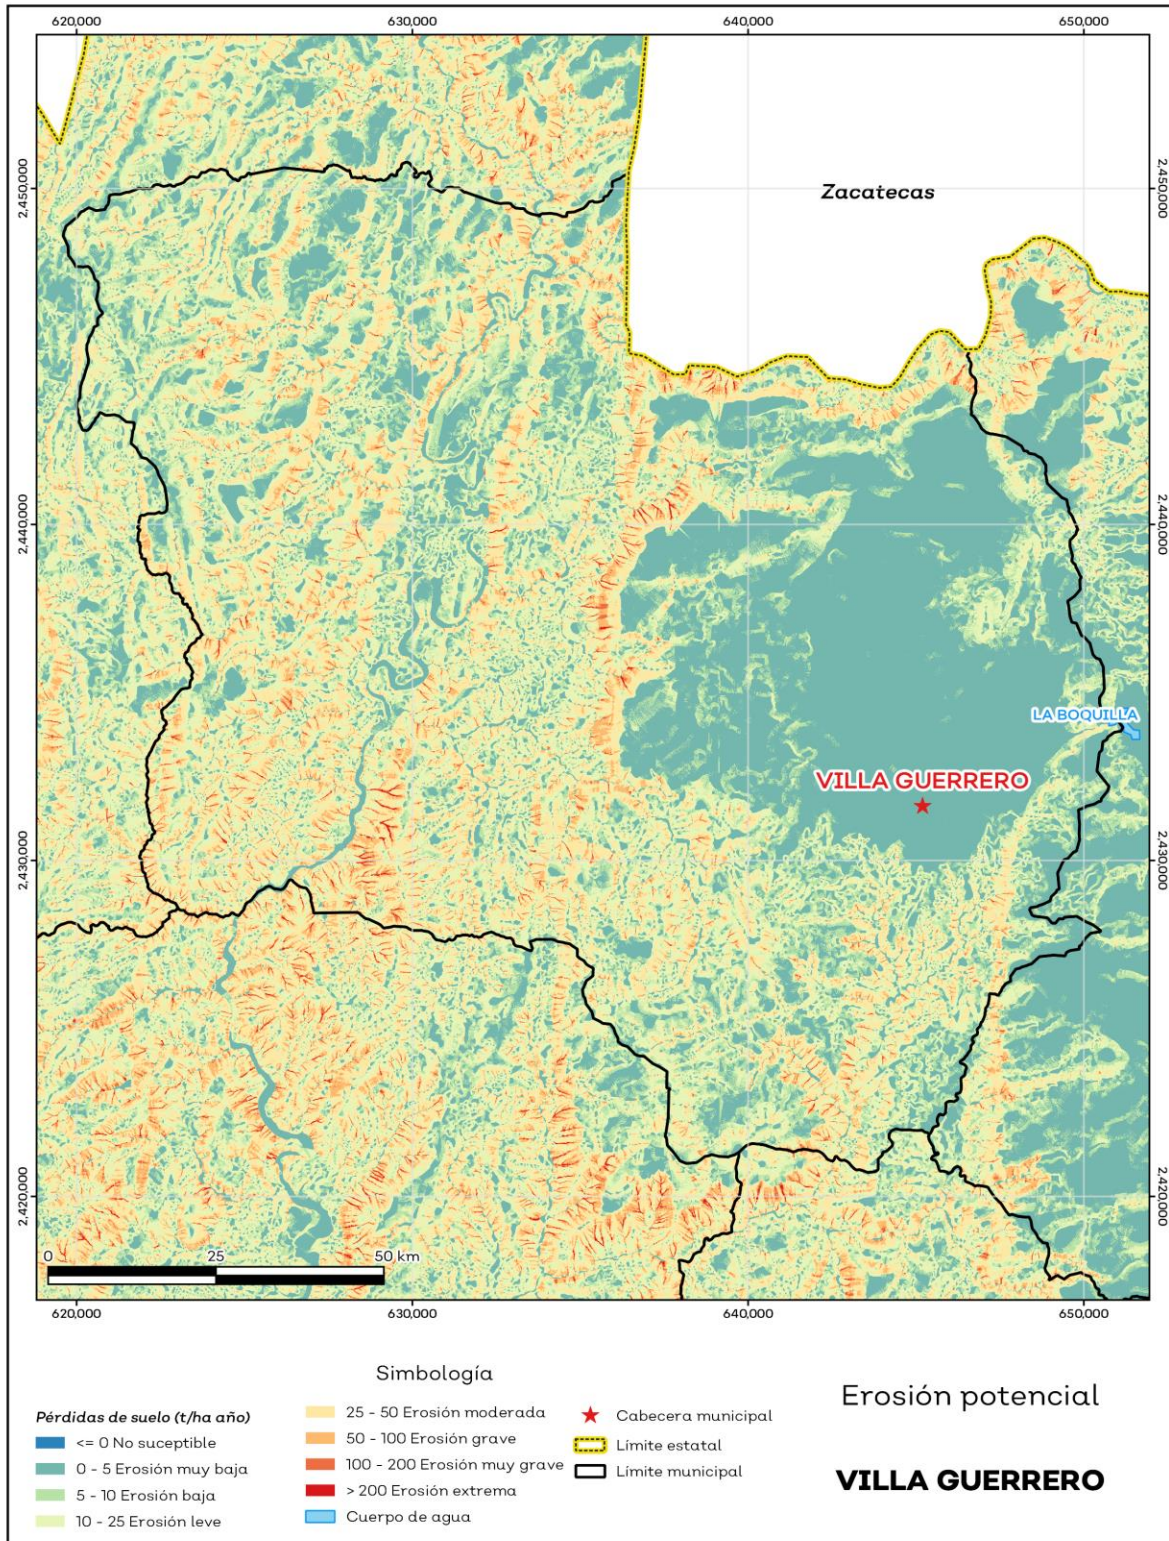 620,000 630,000 640,000 650,000
2,450,000
2,450,000
Zacatecas
2,440,000
2,440,000
LA BOQUILLA
VILLA GUERRERO
2,430,000
2,430,000
2,420,000
2,420,000
0 25 50 km
620,000 630,000 640,000 650,000
Simbología
Pérdidas de suelo (t/ha año)
<= 0 No suceptible
0 - 5 Erosión muy baja
5 - 10 Erosión baja
10 - 25 Erosión leve
25 - 50 Erosión moderada
50 - 100 Erosión grave
100 - 200 Erosión muy grave
> 200 Erosión extrema
Cuerpo de agua
Cabecera municipal
Límite estatal
Límite municipal
Erosión potencial
VILLA GUERRERO